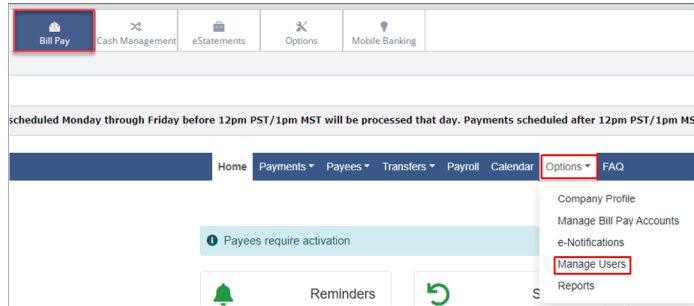 Bill Pay Cash Management eStatements Options Mobile Banking
scheduled Monday through Friday before 12pm PST/1pm MST will be processed that day. Payments scheduled after 12pm PST/1pm MS
Home Payments Payees Transfers Payroll Calendar Options FAQ
Company Profile
Manage Bill Pay Accounts
Payees require activation
e-Notifications
Manage Users
Reports
Reminders S